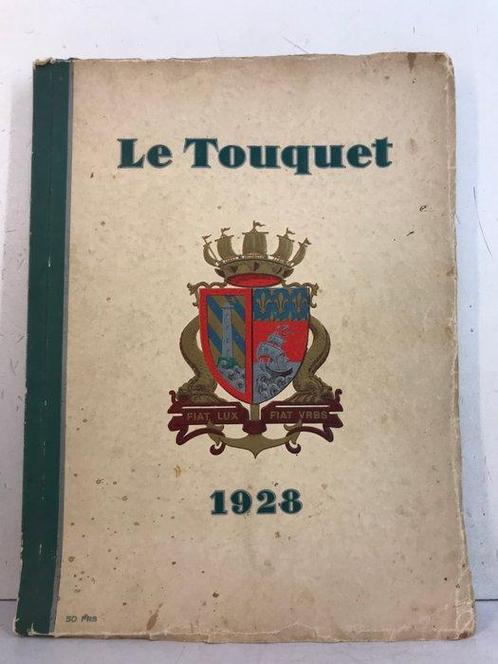 Le Touquet
FIAT LUX FIAT VRBS
1928
50 FRS